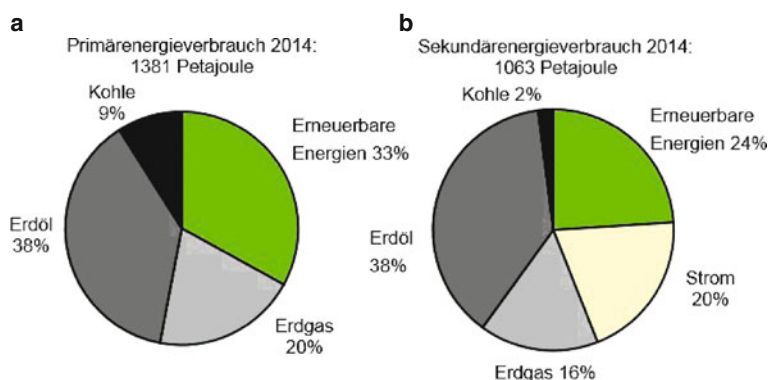 a
Primärenergieverbrauch 2014:
1381 Petajoule
Kohle
9%
Erneuerbare
Energien 33%
Erdöl
38%
Erdgas
20%
b
Sekundärenergieverbrauch 2014:
1063 Petajoule
Kohle 2%
Erneuerbare
Energien 24%
Erdöl
38%
Strom
20%
Erdgas 16%